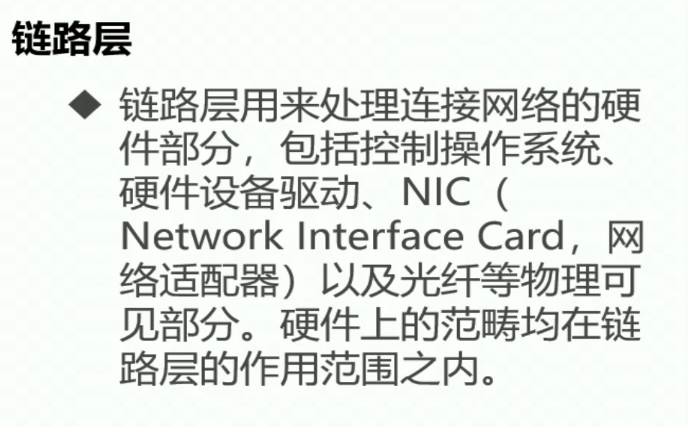 链路层
◆ 链路层用来处理连接网络的硬
件部分，包括控制操作系统、
硬件设备驱动、NIC（
Network Interface Card，网
络适配器）以及光纤等物理可
见部分。硬件上的范畴均在链
路层的作用范围之内。